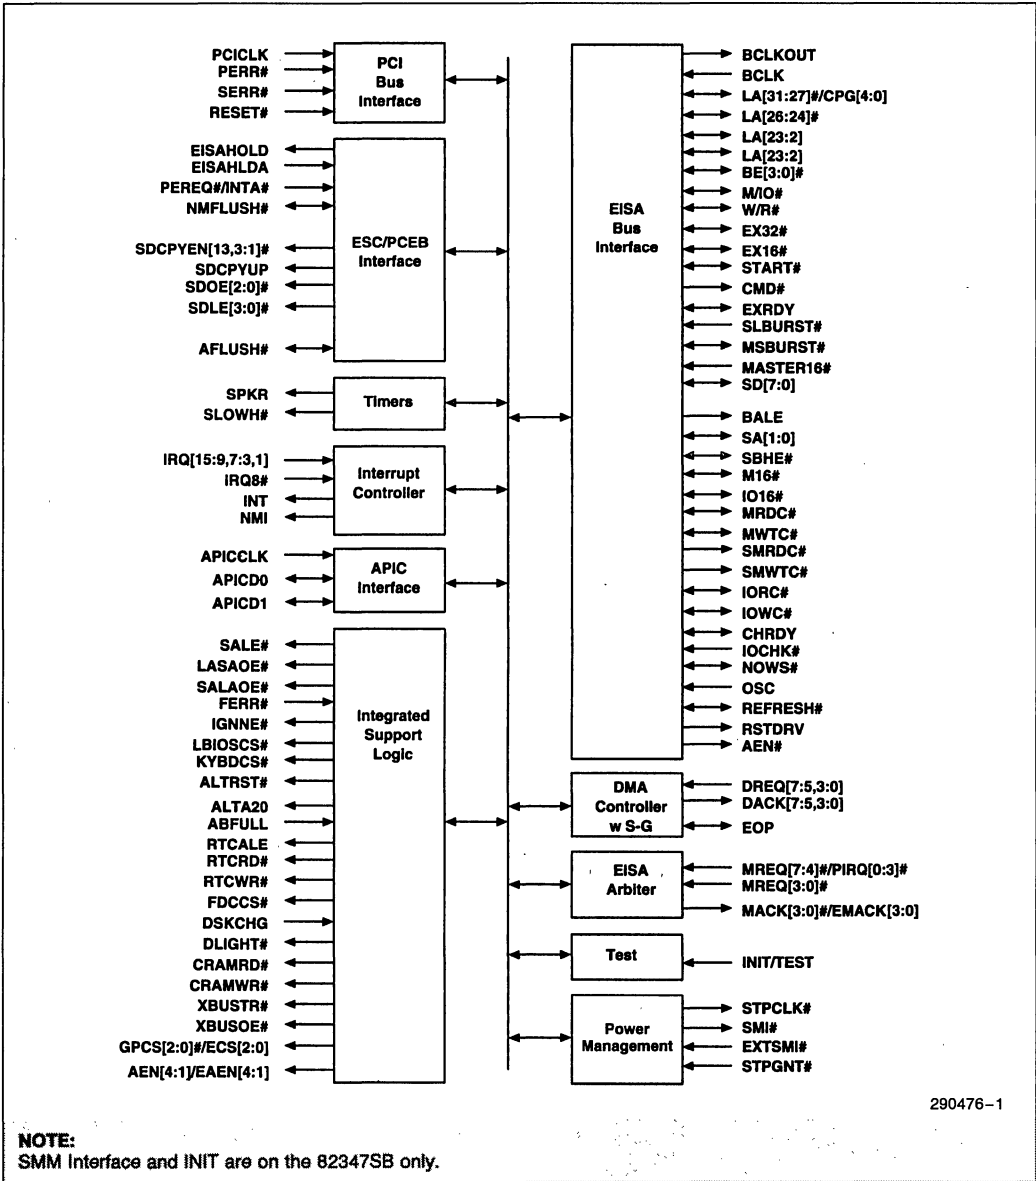 PCICLK
PERR#
SERR#
RESET#
PCI
Bus
Interface
EISAHOLD
EISAHLDA
PEREQ#/INTA#
NMFLUSH#
SDCPYEN[13,3:1]#
SDCPYUP
SDOE[2:0]#
SDLE[3:0]#
AFLUSH#
ESC/PCEB
Interface
SPKR
SLOWH#
Timers
IRQ[15:9,7:3,1]
IRQ8#
INT
NMI
Interrupt
Controller
APICCLK
APICD0
APICD1
APIC
Interface
SALE#
LASAOE#
SALAOE#
FERR#
IGNNE#
LBIOSCS#
KYBDCS#
ALTRST#
ALTA20
ABFULL
RTCALE
RTCRD#
RTCWR#
FDCCS#
DSKCHG
DLIGHT#
CRAMRD#
CRAMWR#
XBUSTR#
XBUSOE#
GPCS[2:0]#/ECS[2:0]
AEN[4:1]/EAEN[4:1]
Integrated
Support
Logic
EISA
Bus
Interface
BCLKOUT
BCLK
LA[31:27]#/CPG[4:0]
LA[26:24]#
LA[23:2]
LA[23:2]
BE[3:0]#
M/IO#
W/R#
EX32#
EX16#
START#
CMD#
EXRDY
SLBURST#
MSBURST#
MASTER16#
SD[7:0]
BALE
SA[1:0]
SBHE#
M16#
IO16#
MRDC#
MWTC#
SMRDC#
SMWTC#
IORC#
IOWC#
CHRDY
IOCHK#
NOWS#
OSC
REFRESH#
RSTDRV
AEN#
DMA
Controller
w S-G
DREQ[7:5,3:0]
DACK[7:5,3:0]
EOP
EISA
Arbiter
MREQ[7:4]#/PIRQ[0:3]#
MREQ[3:0]#
MACK[3:0]#/EMACK[3:0]
Test
INIT/TEST
Power
Management
STPCLK#
SMI#
EXTSMI#
STPGNT#
290476-1
NOTE:
SMM Interface and INIT are on the 82347SB only.